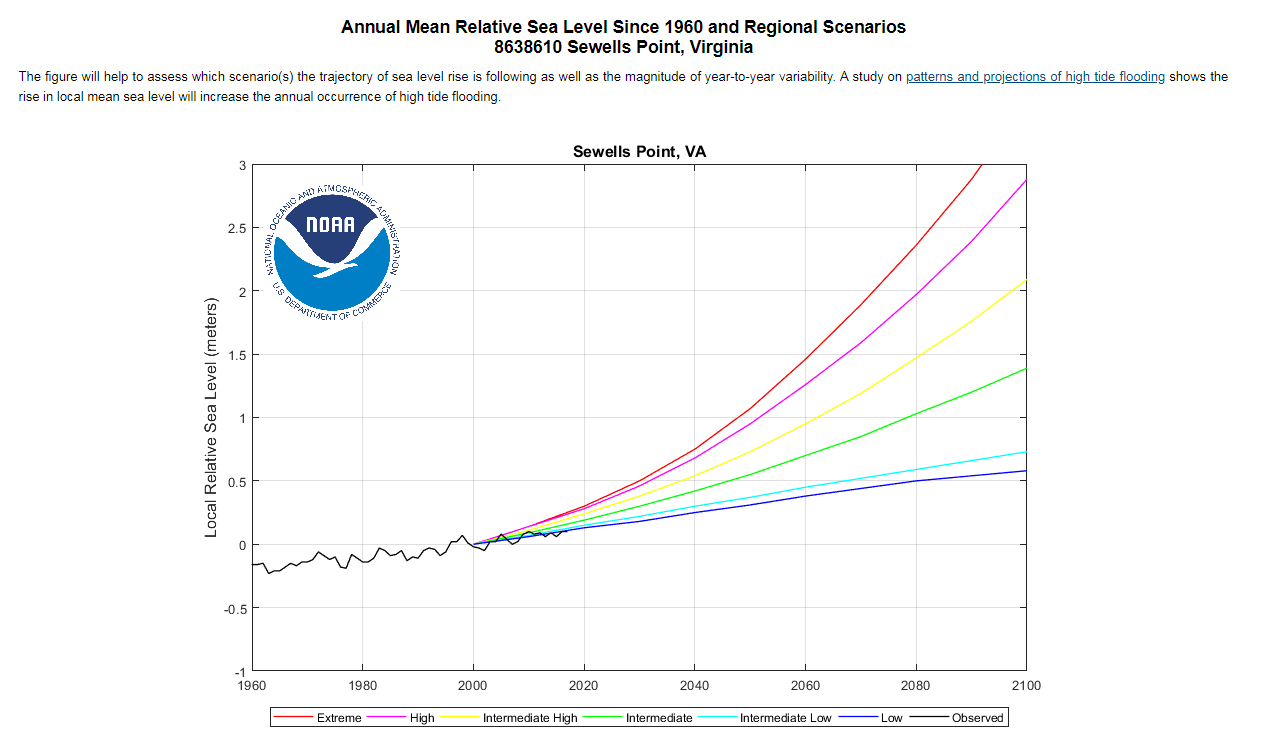 Annual Mean Relative Sea Level Since 1960 and Regional Scenarios
8638610 Sewells Point, Virginia
The figure will help to assess which scenario(s) the trajectory of sea level rise is following as well as the magnitude of year-to-year variability. A study on patterns and projections of high tide flooding shows the
rise in local mean sea level will increase the annual occurrence of high tide flooding.
Sewells Point, VA
NATIONAL OCEANIC AND ATMOSPHERIC ADMINISTRATION
NOAA
U.S. DEPARTMENT OF COMMERCE
Local Relative Sea Level (meters)
3
2.5
2
1.5
1
0.5
0
-0.5
-1
1960 1980 2000 2020 2040 2060 2080 2100
Extreme High Intermediate High Intermediate Intermediate Low Low Observed